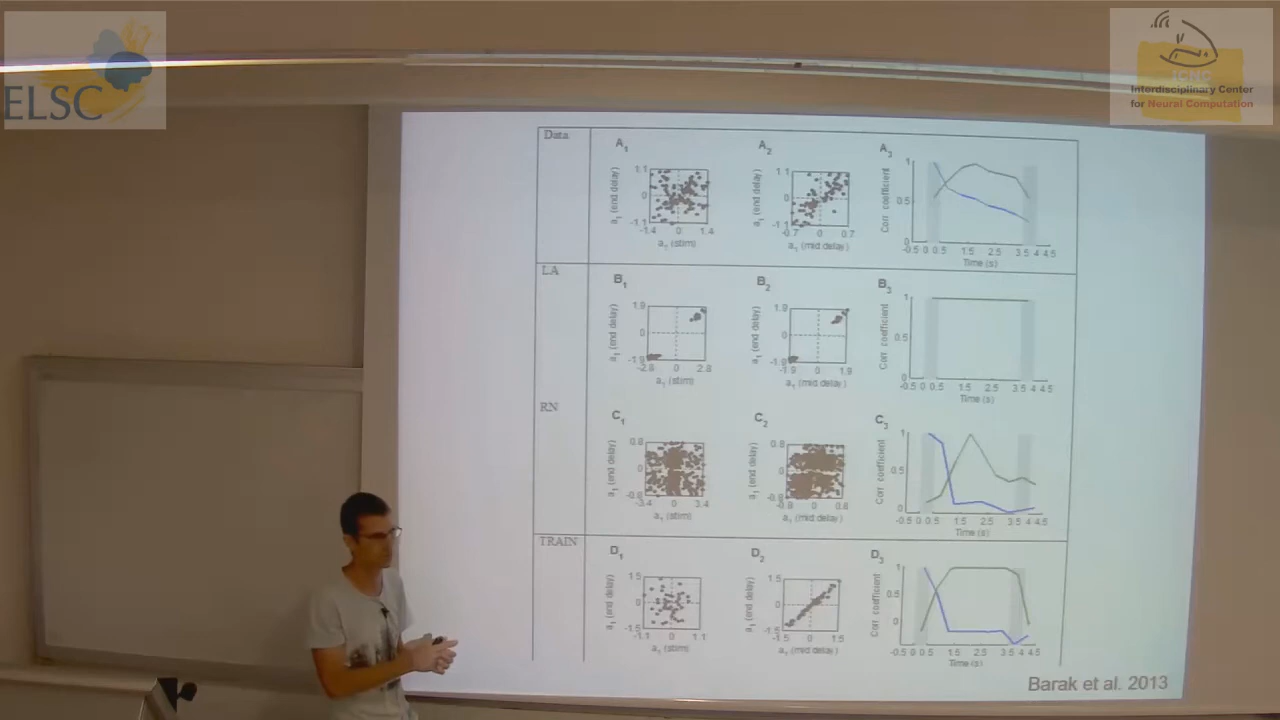 ELSC
ICNC
Interdisciplinary Center
for Neural Computation
Data
A1
a1 (end delay)
1.1
0
-1.1
-1.4 0 1.4
a1 (stim)
A2
a1 (end delay)
1.1
0
-1.1
-0.7 0 0.7
a1 (mid delay)
A3
Corr coefficient
1
0.5
0
-0.5 0 0.5 1.5 2.5 3.5 4 4.5
Time (s)
LA
B1
a1 (end delay)
1.9
0
-1.9
-2.8 0 2.8
a1 (stim)
B2
a1 (end delay)
1.9
0
-1.9
-1.9 0 1.9
a1 (mid delay)
B3
Corr coefficient
1
0.5
0
-0.5 0 0.5 1.5 2.5 3.5 4 4.5
Time (s)
RN
C1
a1 (end delay)
0.8
0
-0.8
-3.4 0 3.4
a1 (stim)
C2
a1 (end delay)
0.8
0
-0.8
-0.8 0 0.8
a1 (mid delay)
C3
Corr coefficient
1
0.5
0
-0.5 0 0.5 1.5 2.5 3.5 4 4.5
Time (s)
TRAIN
D1
a1 (end delay)
1.5
0
-1.5
-1.1 0 1.1
a1 (stim)
D2
a1 (end delay)
1.5
0
-1.5
-1.5 0 1.5
a1 (mid delay)
D3
Corr coefficient
1
0.5
0
-0.5 0 0.5 1.5 2.5 3.5 4 4.5
Time (s)
Barak et al. 2013